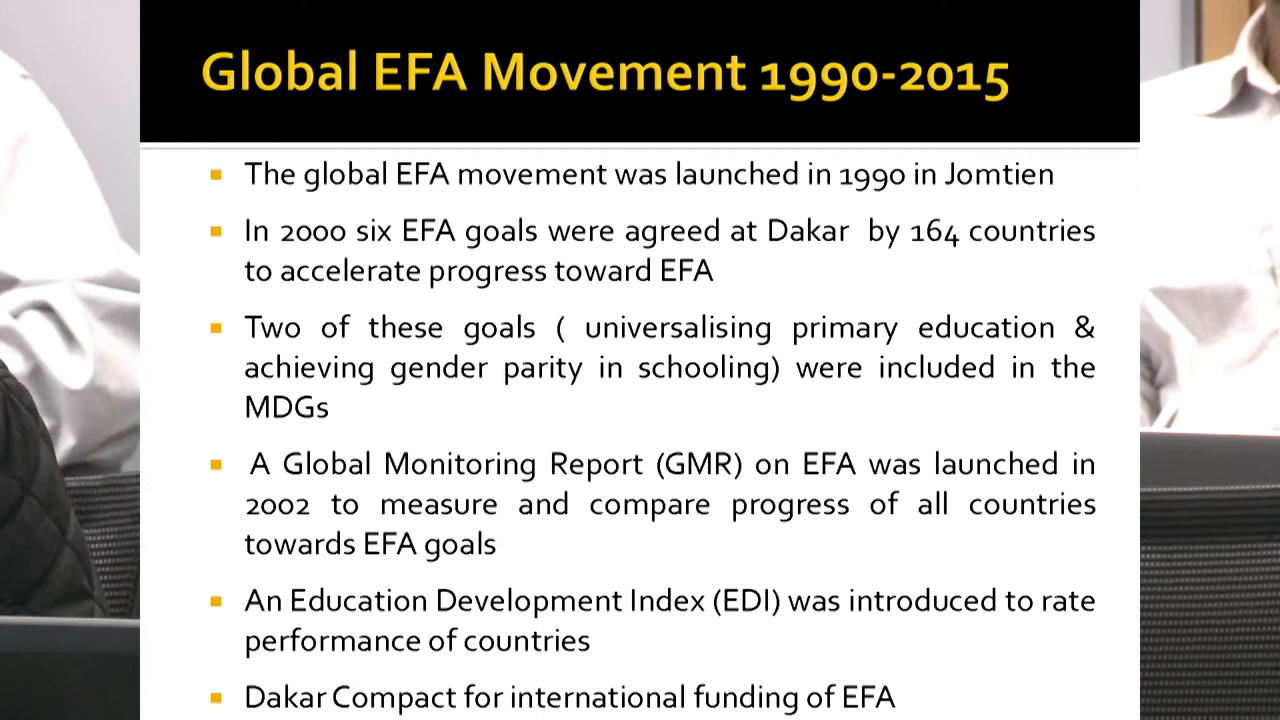 Global EFA Movement 1990-2015
The global EFA movement was launched in 1990 in Jomtien
In 2000 six EFA goals were agreed at Dakar by 164 countries
to accelerate progress toward EFA
Two of these goals ( universalising primary education &
achieving gender parity in schooling) were included in the
MDGs
A Global Monitoring Report (GMR) on EFA was launched in
2002 to measure and compare progress of all countries
towards EFA goals
An Education Development Index (EDI) was introduced to rate
performance of countries
Dakar Compact for international funding of EFA